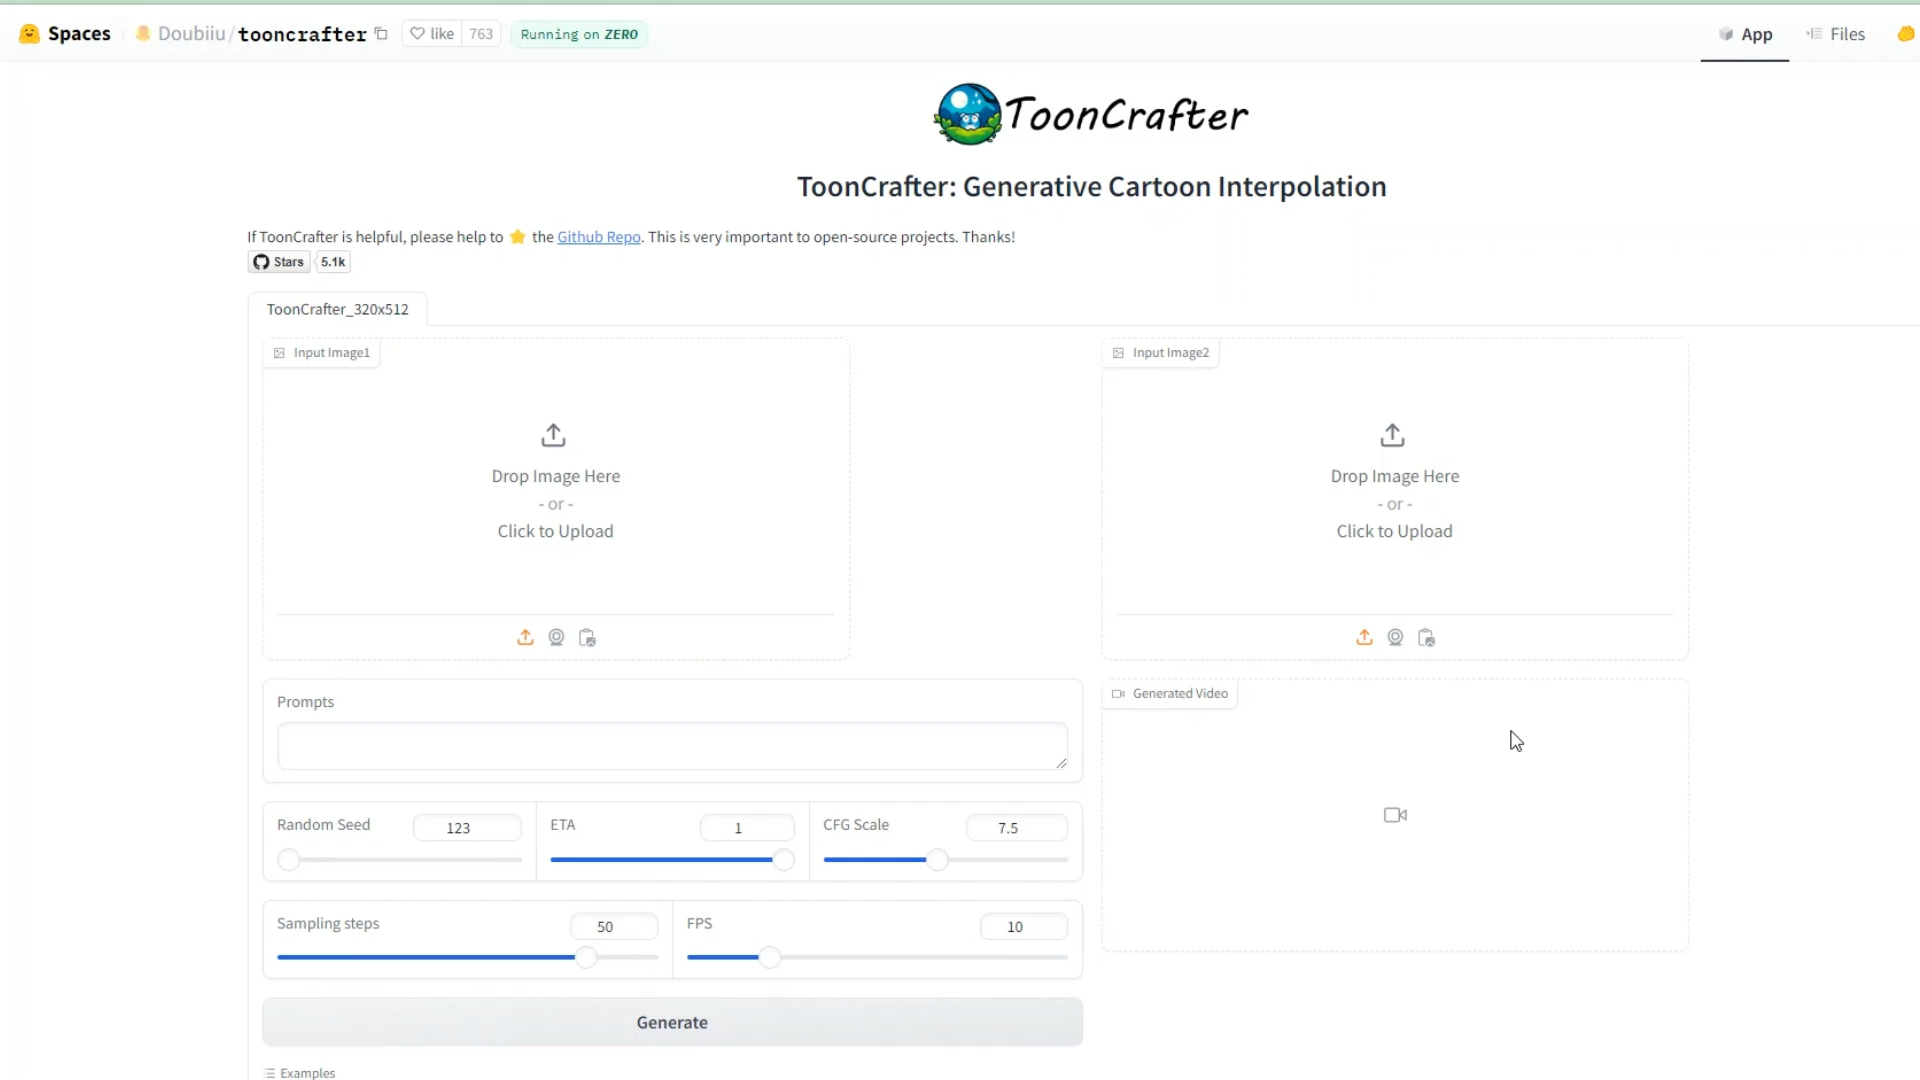 Spaces Doubiiu/tooncrafter like 763 Running on ZERO App Files
ToonCrafter
ToonCrafter: Generative Cartoon Interpolation
If ToonCrafter is helpful, please help to ⭐ the Github Repo. This is very important to open-source projects. Thanks!
Stars 5.1k
ToonCrafter_320x512
Input Image1
Drop Image Here
- or -
Click to Upload
Input Image2
Drop Image Here
- or -
Click to Upload
Prompts
Generated Video
Random Seed 123
ETA 1
CFG Scale 7.5
Sampling steps 50
FPS 10
Generate
Examples